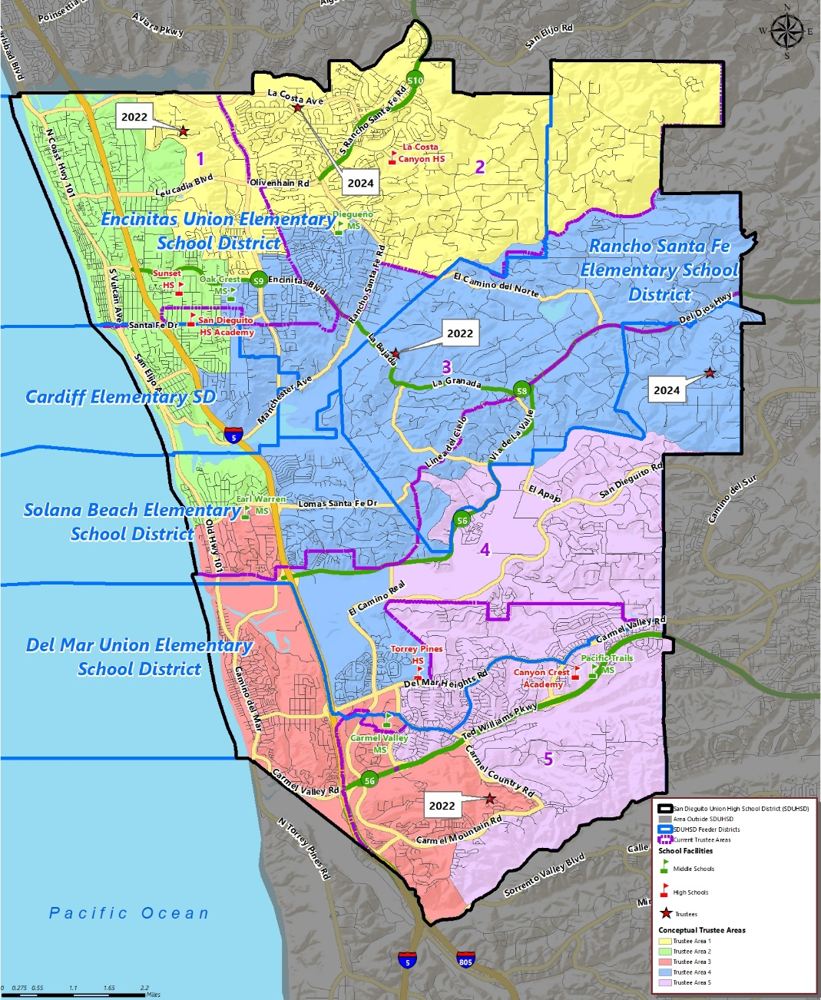 Poinsettia
Aviara Pkwy
San Elijo Rd
N
W
E
S
S10
La Costa Ave
2022
S Rancho Santa Fe Rd
N Coast Hwy 101
La Costa
Canyon HS
1
2
Leucadia Blvd
Olivenhain Rd
2024
Encinitas Union Elementary
School District
Diegueno
MS
Rancho Santa Fe
Elementary School
District
S Vulcan Ave
Sunset
HS
Oak Crest
MS
S9
Encinitas Blvd
Rancho Santa Fe Rd
El Camino del Norte
Del Dios Hwy
Santa Fe Dr
San Dieguito
HS Academy
La Bajada
2022
3
San Elijo A
La Granada
S8
2024
Cardiff Elementary SD
Manchester Ave
5
Linea del Cielo
Via de La Valle
San Dieguito Rd
El Apajo
Camino del Sur
Solana Beach Elementary
School District
Earl Warren
MS
Lomas Santa Fe Dr
Old Hwy 101
S6
4
El Camino Real
Carmel Valley Rd
Del Mar Union Elementary
School District
Torrey Pines
HS
Pacific Trails
MS
Canyon Crest
Academy
Del Mar Heights Rd
Camino del Mar
Ted Williams Pkwy
Carmel Valley
MS
5
Carmel Country Rd
56
Carmel Valley Rd
2022
Carmel Mountain Rd
N Torrey Pines Rd
Sorrento Valley Blvd
Calle
Pacific Ocean
5
805
San Dieguito Union High School District (SDUHSD)
Area Outside SDUHSD
SDUHSD Feeder Districts
Current Trustee Areas
School Facilities
Middle Schools
High Schools
Trustees
Conceptual Trustee Areas
Trustee Area 1
Trustee Area 2
Trustee Area 3
Trustee Area 4
Trustee Area 5
0 0.275 0.55 1.1 1.65 2.2
Miles